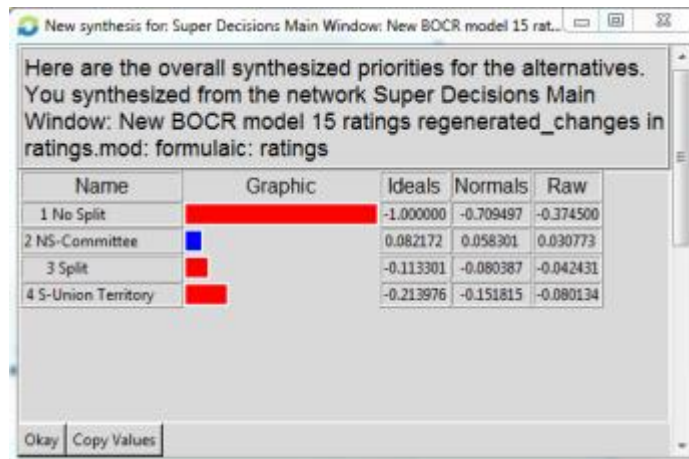 New synthesis for: Super Decisions Main Window: New BOCR model 15 rat...
Here are the overall synthesized priorities for the alternatives.
You synthesized from the network Super Decisions Main
Window: New BOCR model 15 ratings regenerated_changes in
ratings.mod: formulaic: ratings
Name Graphic Ideals Normals Raw
1 No Split -1.000000 -0.709497 -0.374500
2 NS-Committee 0.082172 0.058301 0.030773
3 Split -0.113301 -0.080387 -0.042431
4 S-Union Territory -0.213976 -0.151815 -0.080134
Okay Copy Values